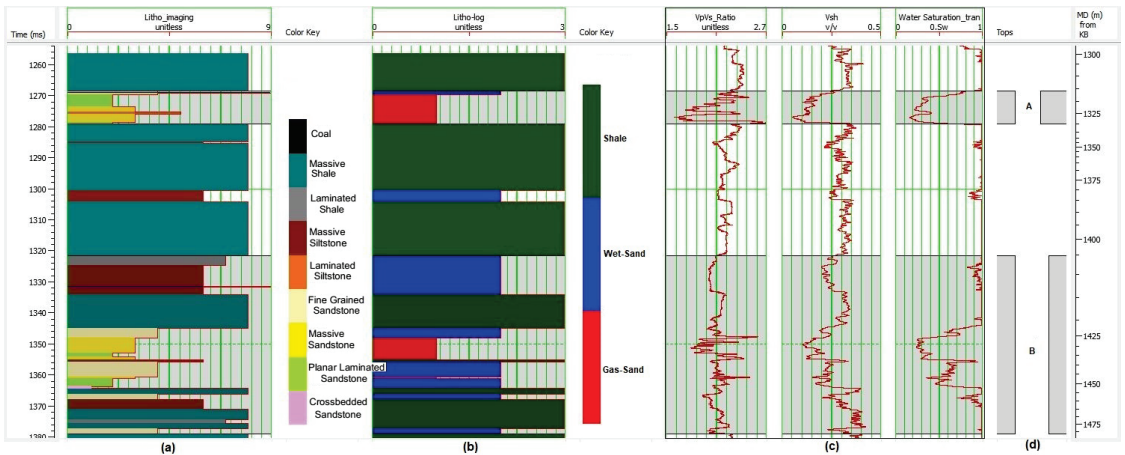 Litho_imaging
0 unitless 9
Time (ms)
Color Key
Litho-log
0 unitless 3
Color Key
VpVs_Ratio
1.5 unitless 2.7
Vsh
0 v/v 0.5
Water Saturation_tran
0 0.5w 1
Tops
MD (m)
from
KB
1260
1270
1280
1290
1300
1310
1320
1330
1340
1350
1360
1370
1380
Coal
Massive
Shale
Laminated
Shale
Massive
Siltstone
Laminated
Siltstone
Fine Grained
Sandstone
Massive
Sandstone
Planar Laminated
Sandstone
Crossbedded
Sandstone
Shale
Wet-Sand
Gas-Sand
A
B
1300
1325
1350
1375
1400
1425
1450
1475
(a)
(b)
(c)
(d)